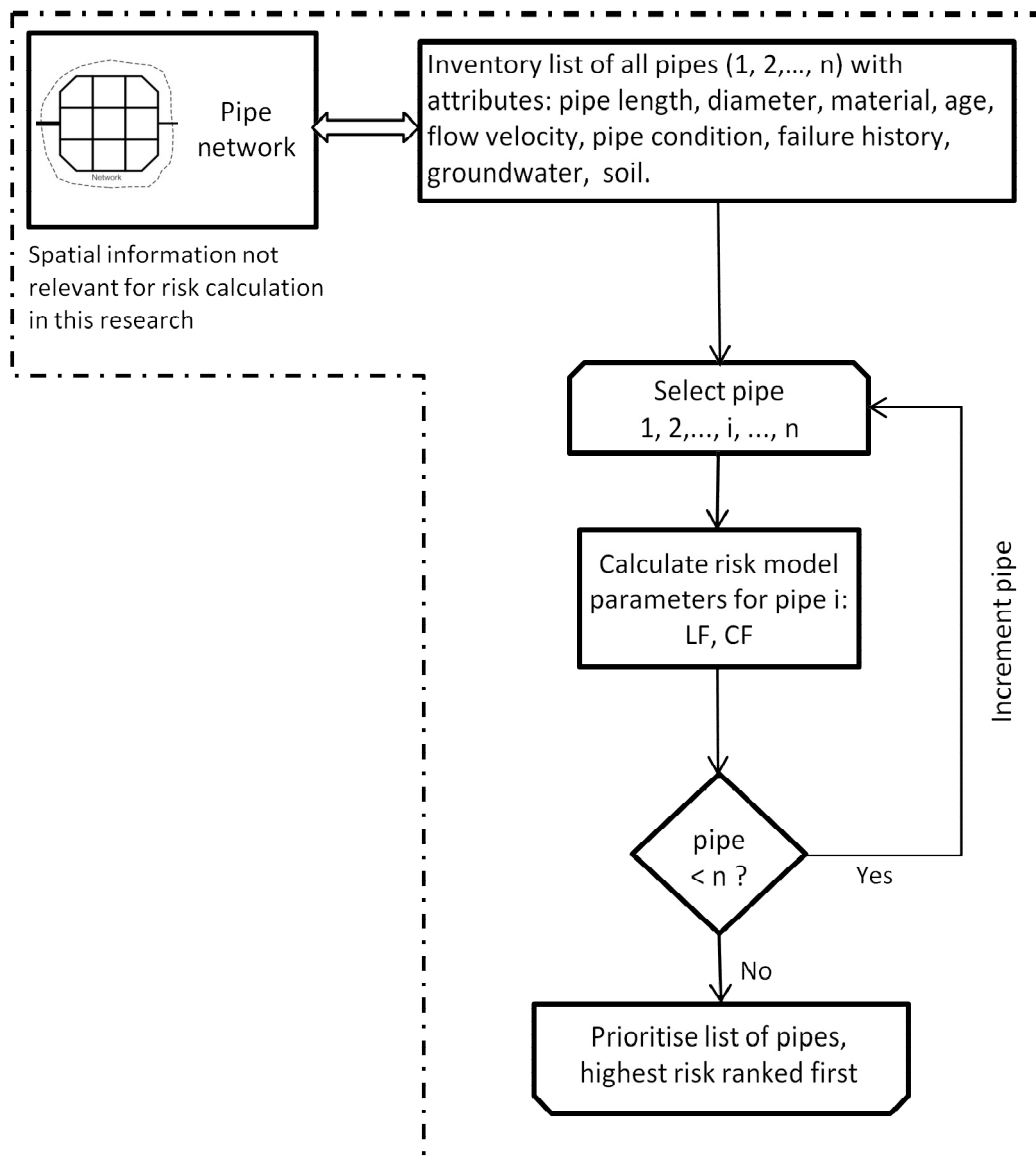 Pipe
network
Network
Inventory list of all pipes (1, 2,..., n) with
attributes: pipe length, diameter, material, age,
flow velocity, pipe condition, failure history,
groundwater, soil.
Spatial information not
relevant for risk calculation
in this research
Select pipe
1, 2,..., i, ..., n
Calculate risk model
parameters for pipe i:
LF, CF
Increment pipe
pipe
< n ?
Yes
No
Prioritise list of pipes,
highest risk ranked first